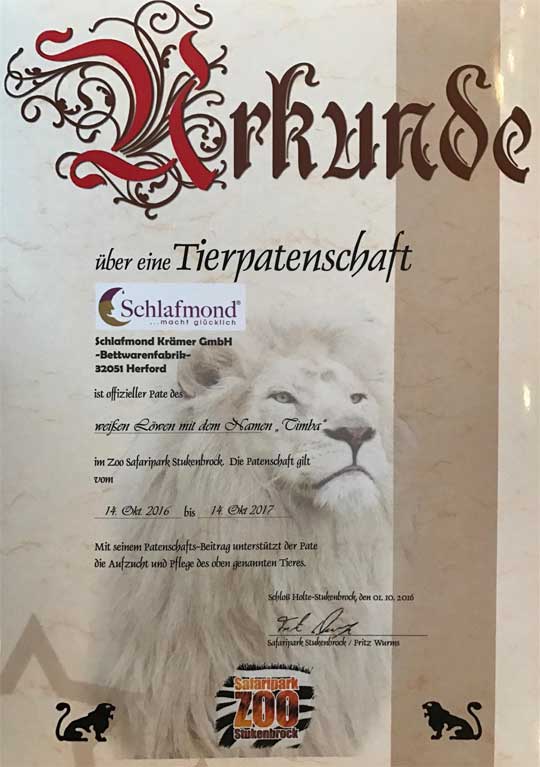 Urkunde
über eine Tierpatenschaft
Schlafmond®
...macht glücklich
Schlafmond Krämer GmbH
-Bettwarenfabrik-
32051 Herford
ist offizieller Pate des
weißen Löwen mit dem Namen „Timba"
im Zoo Safaripark Stukenbrock. Die Patenschaft gilt
vom
14. Okt. 2016 bis 14. Okt 2017
Mit seinem Patenschafts-Beitrag unterstützt der Pate
die Aufzucht und Pflege des oben genannten Tieres.
Schloß Holte-Stukenbrock, den 01. 10. 2016
Safaripark Stukenbrock / Fritz Wurms
Safaripark
ZOO
Stukenbrock